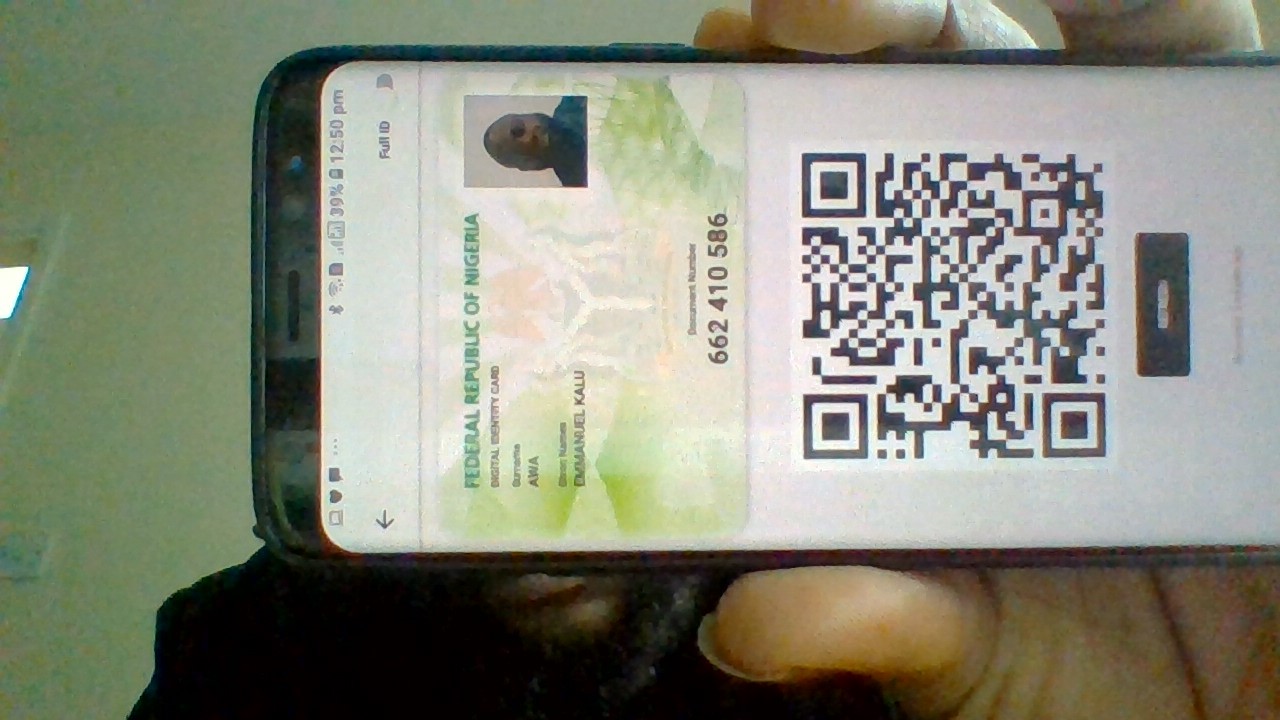 12:50 pm
39%
Full ID
FEDERAL REPUBLIC OF NIGERIA
DIGITAL IDENTITY CARD
Surname
AWA
Given Names
EMMANUEL KALU
Document Number
662 410 586